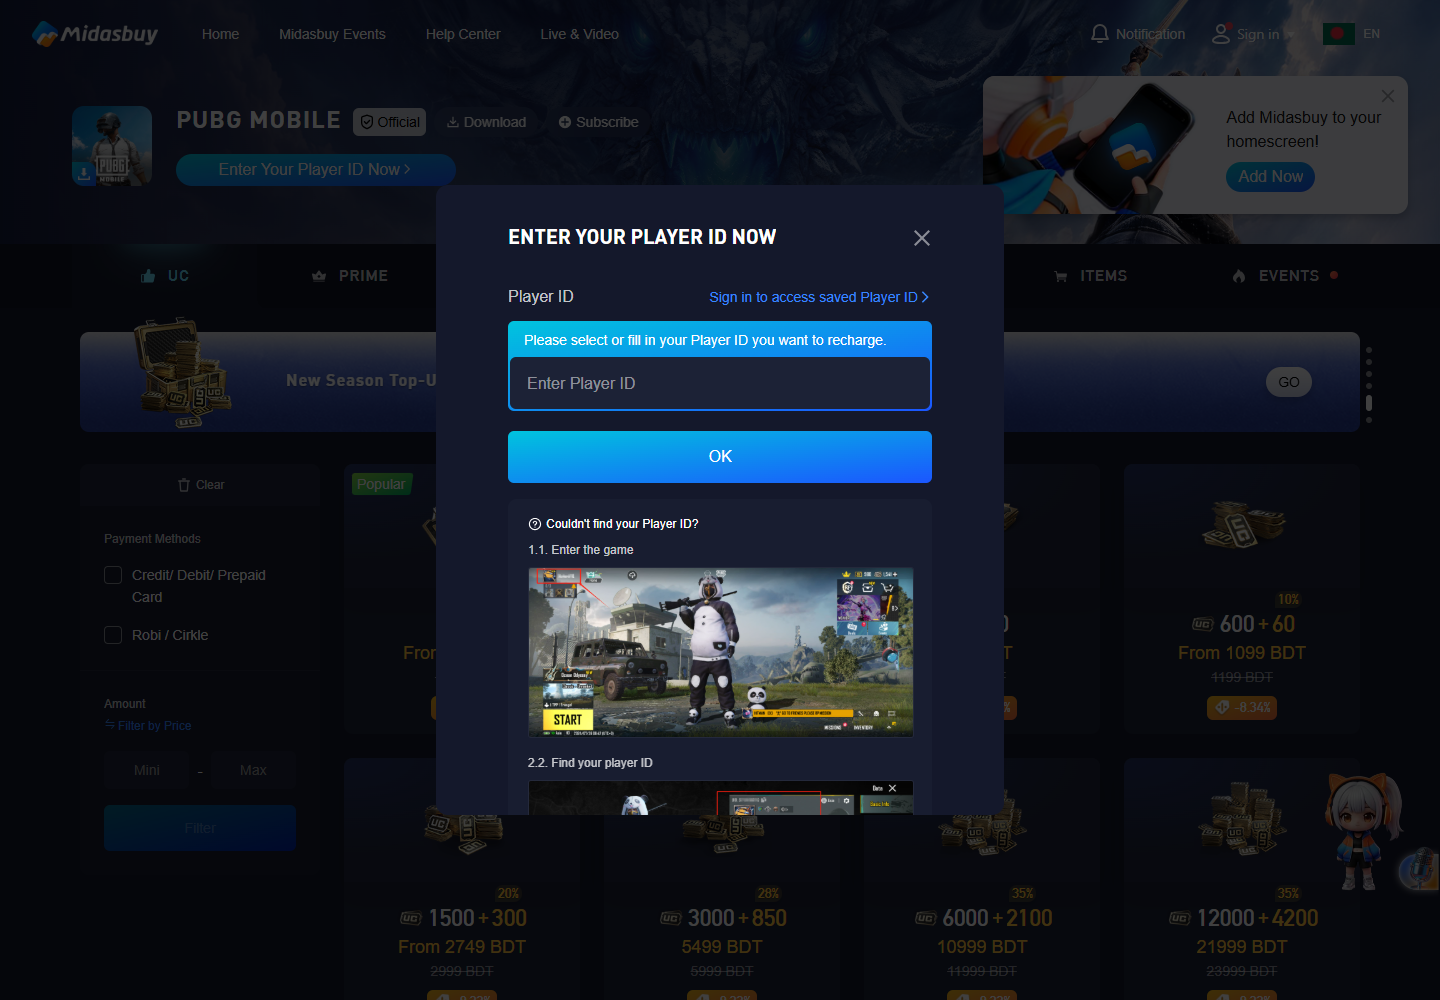 Midasbuy
Home
Midasbuy Events
Help Center
Live & Video
Notification
Sign in
EN
PUBG MOBILE
Official
Download
Subscribe
Enter Your Player ID Now
PUBG
MOBILE
Add Midasbuy to your
homescreen!
Add Now
ENTER YOUR PLAYER ID NOW
Player ID
Sign in to access saved Player ID
Please select or fill in your Player ID you want to recharge.
Enter Player ID
OK
Couldn't find your Player ID?
1.1. Enter the game
START
2.2. Find your player ID
UC
PRIME
ITEMS
EVENTS
New Season Top-U
GO
Clear
Payment Methods
Credit/ Debit/ Prepaid
Card
Robi / Cirkle
Amount
Filter by Price
Mini
-
Max
Filter
Popular
Fror
0
T
10%
600 + 60
From 1099 BDT
1199 BDT
-8.34%
20%
1500 + 300
From 2749 BDT
2999 BDT
28%
3000 + 850
5499 BDT
5999 BDT
35%
6000 + 2100
10999 BDT
11999 BDT
35%
12000 + 4200
21999 BDT
23999 BDT